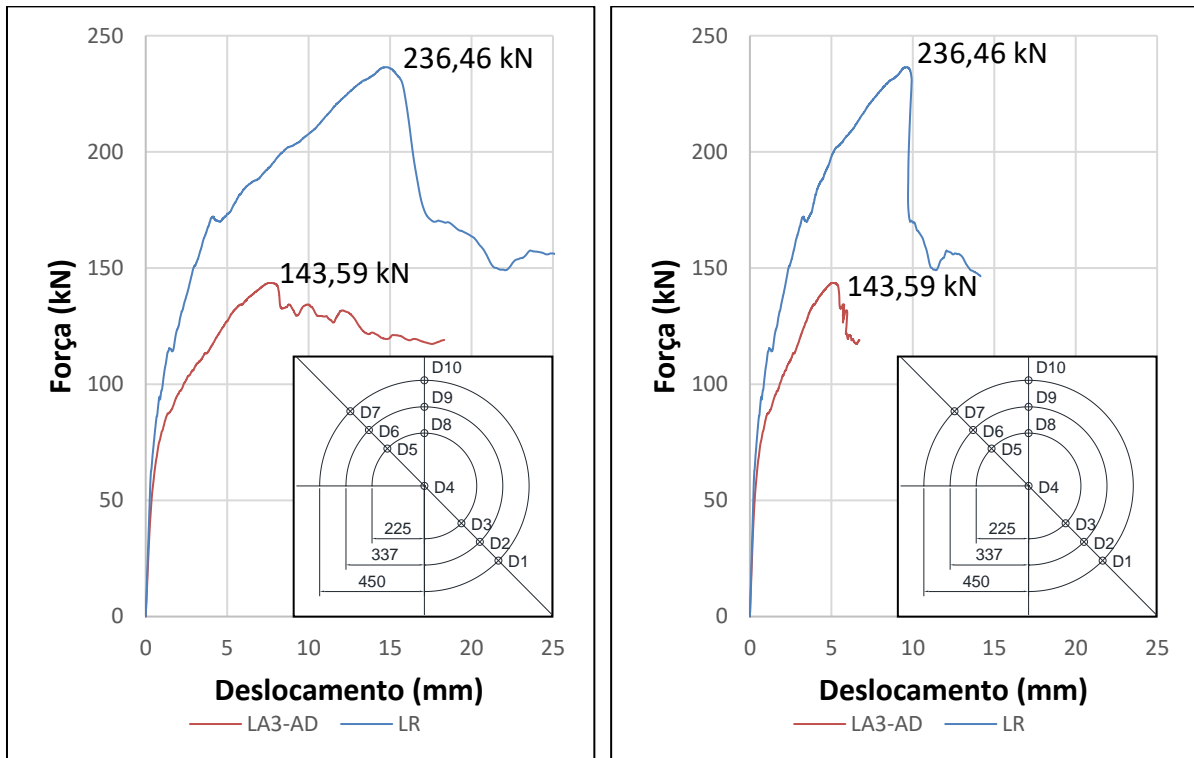 250
200
150
100
50
0
Força (kN)
236,46 kN
143,59 kN
D10
D9
D8
D7
D6
D5
D4
D3
D2
D1
225
337
450
0 5 10 15 20 25
Deslocamento (mm)
LA3-AD LR
250
200
150
100
50
0
Força (kN)
236,46 kN
143,59 kN
D10
D9
D8
D7
D6
D5
D4
D3
D2
D1
225
337
450
0 5 10 15 20 25
Deslocamento (mm)
LA3-AD LR